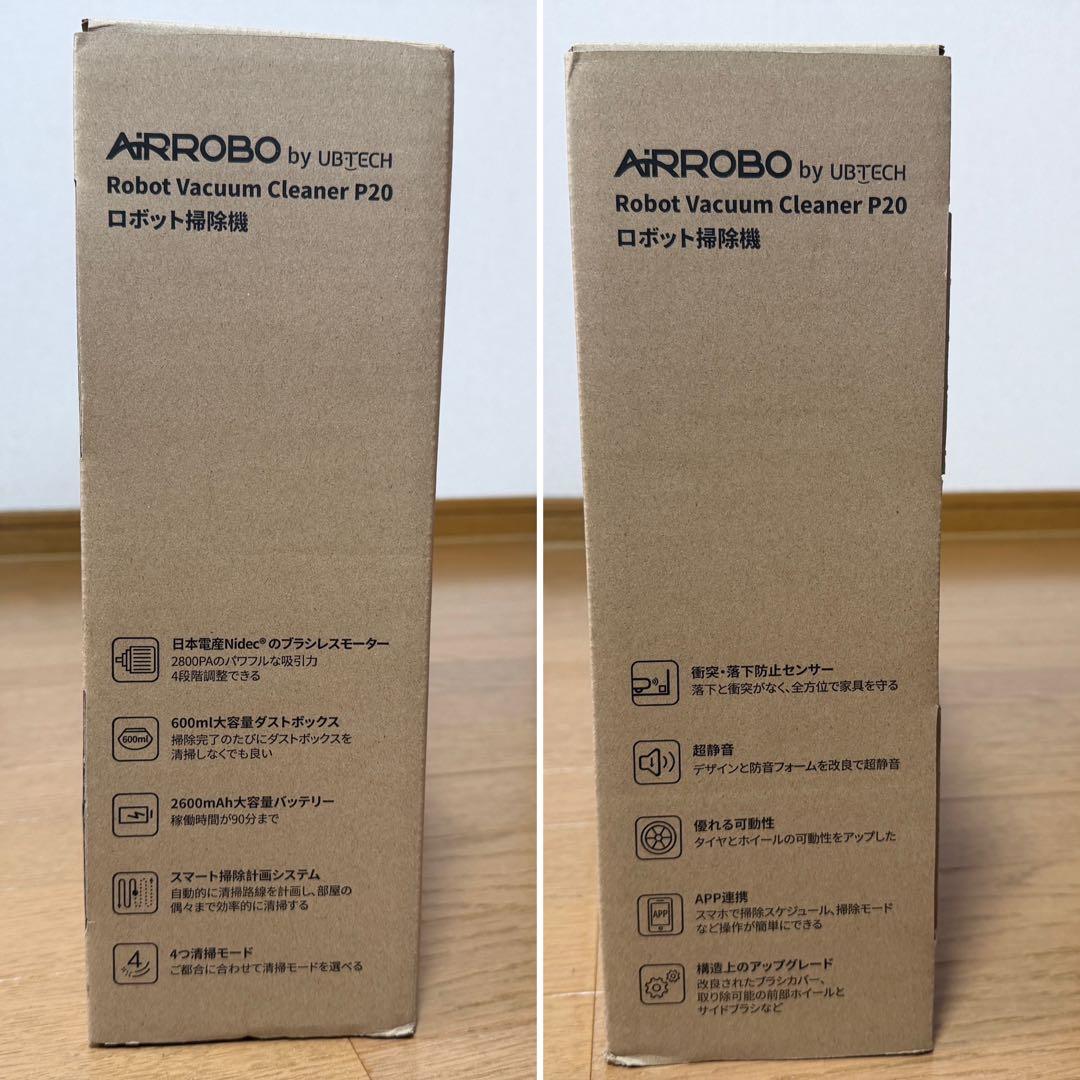 AiRROBO by UBTECH
Robot Vacuum Cleaner P20
ロボット掃除機
日本電産Nidec®のブラシレスモーター
2800PAのパワフルな吸引力
4段階調整できる
600ml
600ml大容量ダストボックス
掃除完了のたびにダストボックスを
清掃しなくでも良い
2600mAh大容量バッテリー
稼働時間が90分まで
スマート掃除計画システム
自動的に清掃路線を計画し、部屋の
偶々まで効率的に清掃する
4
4つ清掃モード
ご都合に合わせて清掃モードを選べる
AiRROBO by UBTECH
Robot Vacuum Cleaner P20
ロボット掃除機
衝突・落下防止センサー
落下と衝突がなく、全方位で家具を守る
超静音
デザインと防音フォームを改良で超静音
優れる可動性
タイヤとホイールの可動性をアップした
APP
APP連携
スマホで掃除スケジュール、掃除モード
など操作が簡単にできる
構造上のアップグレード
改良されたブラシカバー、
取り除可能の前部ホイールと
サイドブラシなど